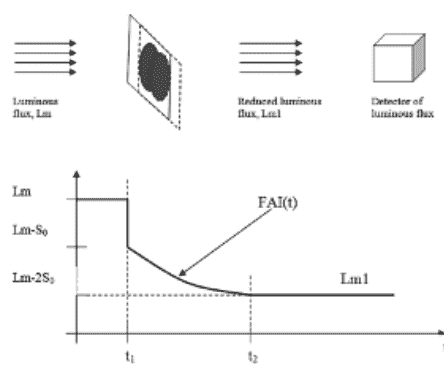 Luminous
flux, Lm
Reduced luminous
flux, Lm1
Detector of
luminous flux
Lm
FAI(t)
Lm-S₀
Lm-2S₀
Lm1
t₁
t₂
t